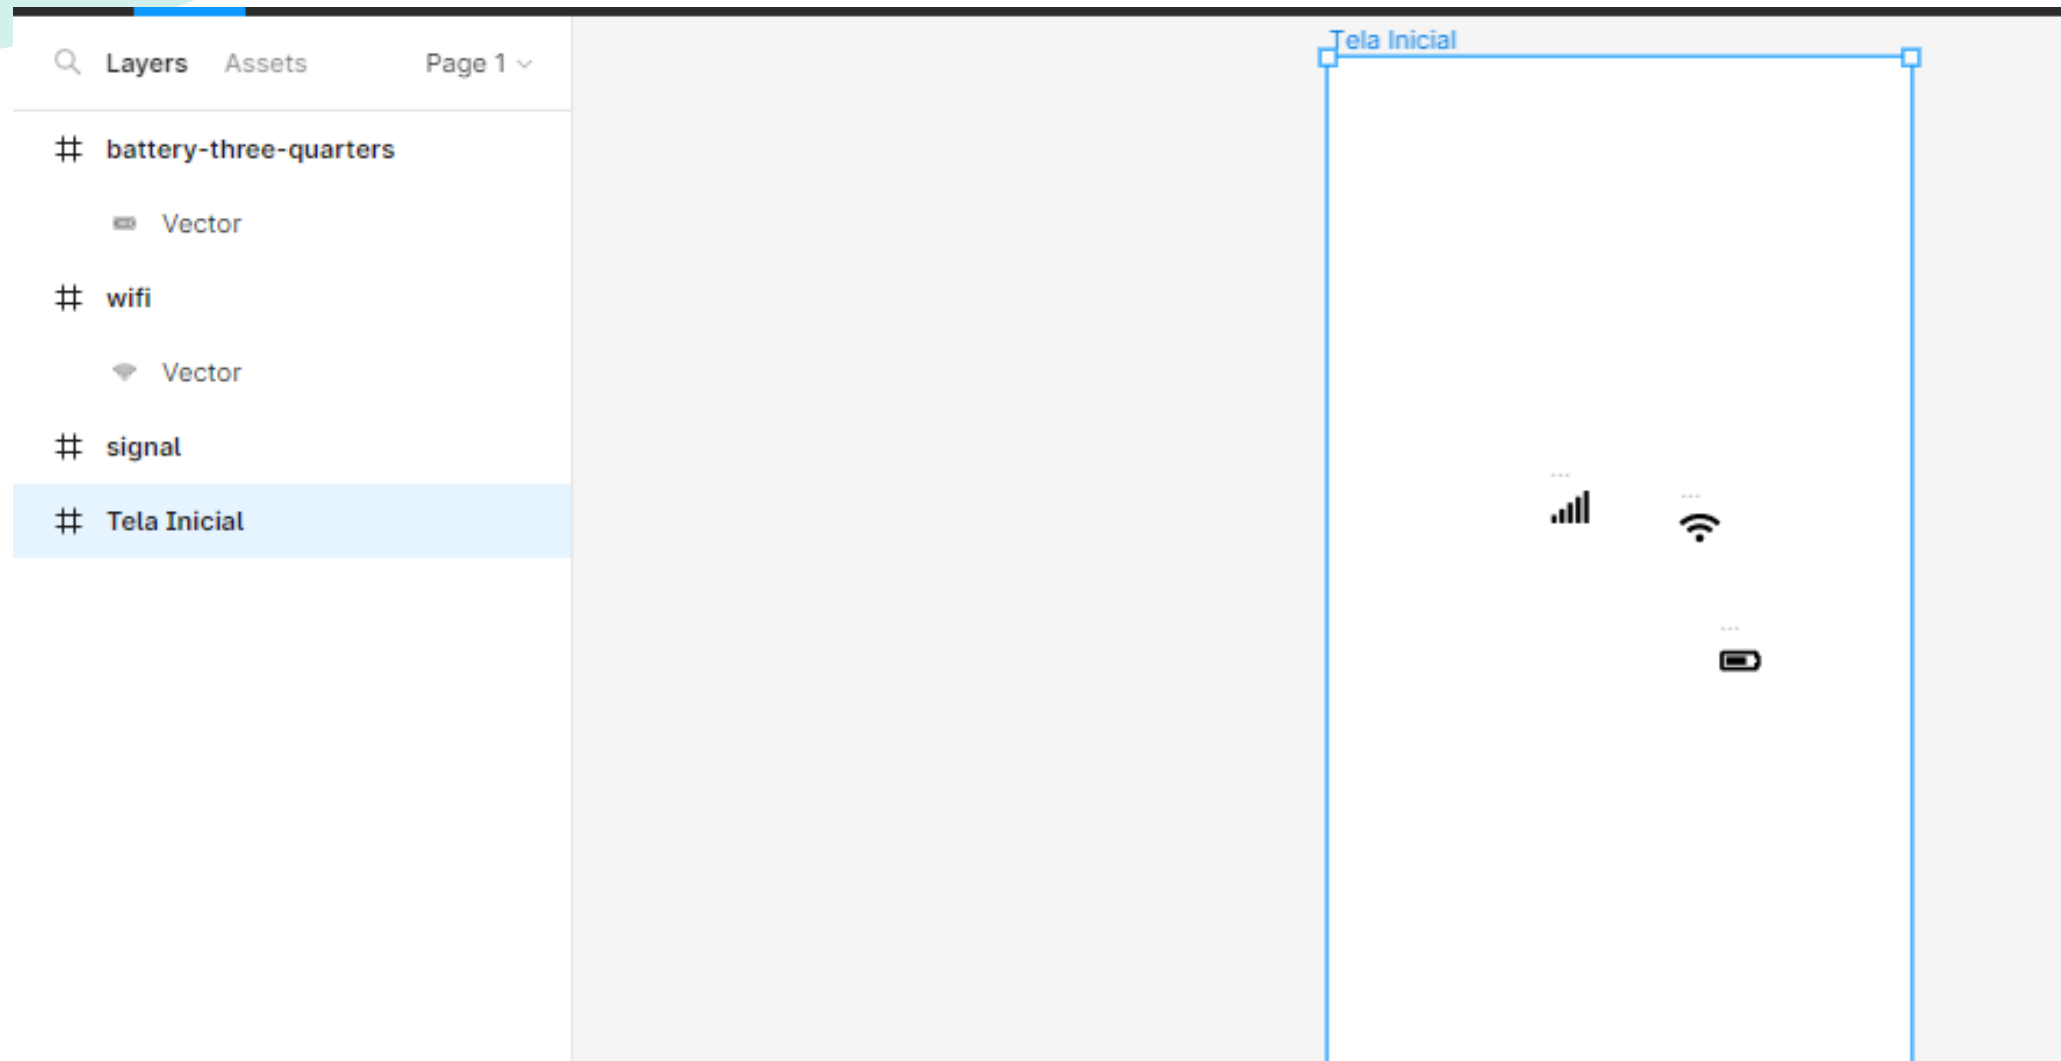 Layers Assets Page 1
battery-three-quarters
Vector
wifi
Vector
signal
Tela Inicial
Tela Inicial
...
...
...